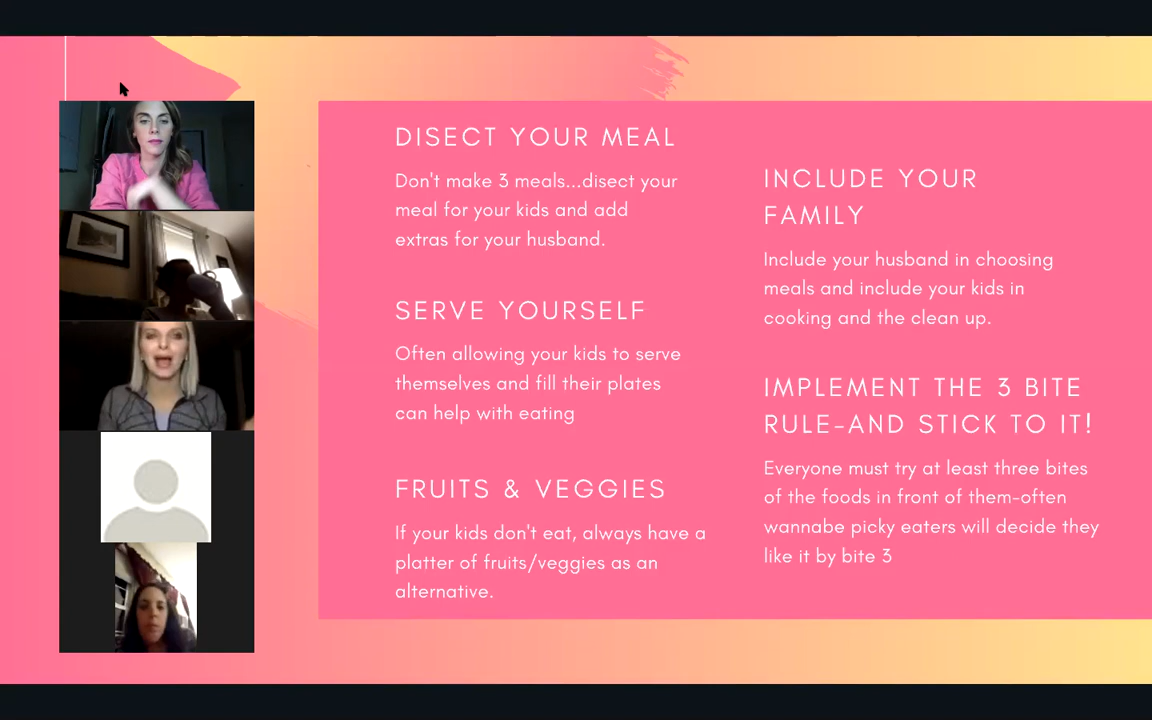 DISECT YOUR MEAL
Don't make 3 meals...disect your
meal for your kids and add
extras for your husband.
SERVE YOURSELF
Often allowing your kids to serve
themselves and fill their plates
can help with eating
FRUITS & VEGGIES
If your kids don't eat, always have a
platter of fruits/veggies as an
alternative.
INCLUDE YOUR
FAMILY
Include your husband in choosing
meals and include your kids in
cooking and the clean up.
IMPLEMENT THE 3 BITE
RULE-AND STICK TO IT!
Everyone must try at least three bites
of the foods in front of them-often
wannabe picky eaters will decide they
like it by bite 3